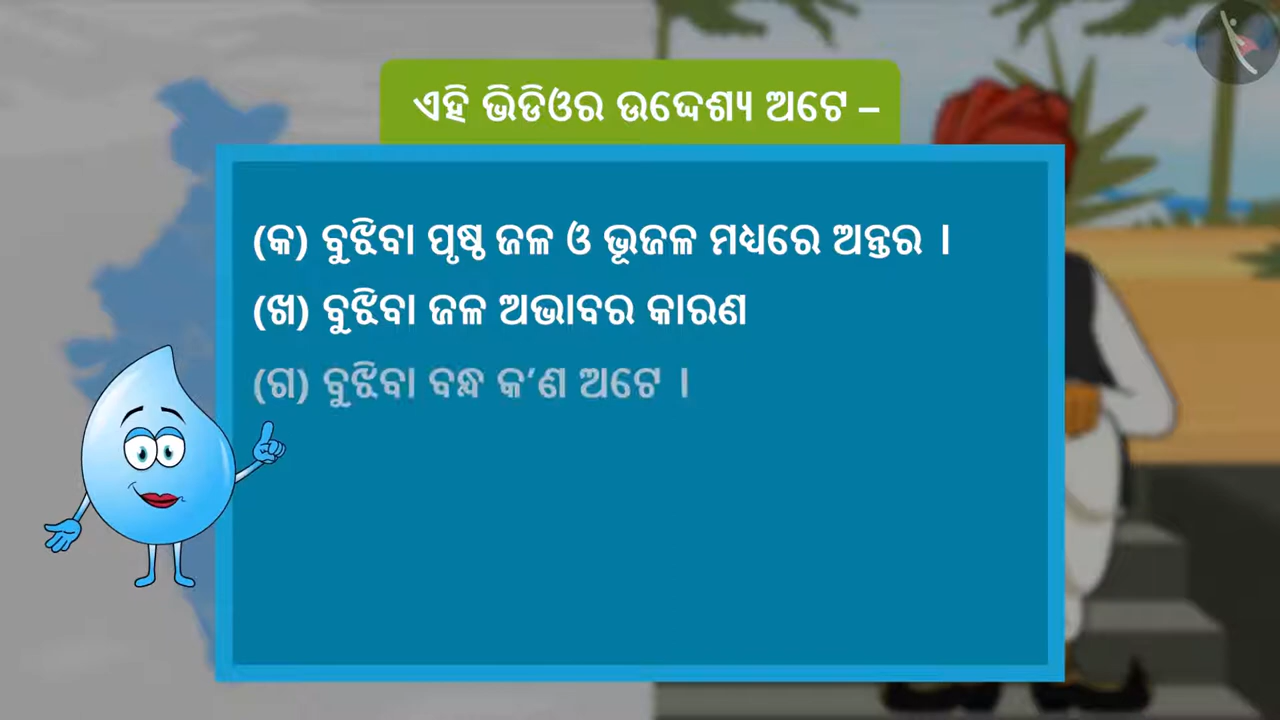 ଏହି ଭିଡିଓର ଉଦ୍ଦେଶ୍ୟ ଅଟେ –
(କ) ବୁଝିବା ପୃଷ୍ଠ ଜଳ ଓ ଭୂଜଳ ମଧ୍ୟରେ ଅନ୍ତର ।
(ଖ) ବୁଝିବା ଜଳ ଅଭାବର କାରଣ
(ଗ) ବୁଝିବା ବନ୍ଧ କ’ଣ ଅଟେ ।